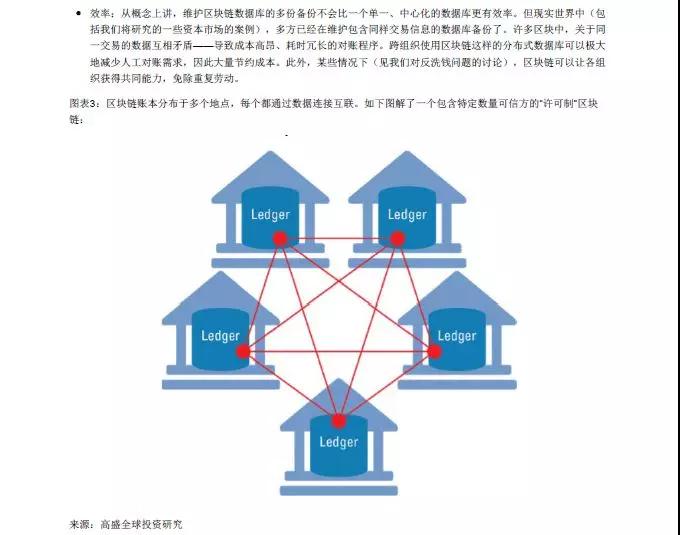 • 效率：从概念上讲，维护区块链数据库的多份备份不会比一个单一、中心化的数据库更有效率。但现实世界中（包
括我们将研究的一些资本市场的案例），多方已经在维护包含同样交易信息的数据库备份了。许多区块中，关于同
一交易的数据互相矛盾——导致成本高昂、耗时冗长的对账程序。跨组织使用区块链这样的分布式数据库可以极大
地减少人工对账需求，因此大量节约成本。此外，某些情况下（见我们对反洗钱问题的讨论），区块链可以让各组
织获得共同能力，免除重复劳动。
图表3：区块链账本分布于多个地点，每个都通过数据连接互联。如下图解了一个包含特定数量可信方的“许可制”区块
链：
Ledger
Ledger
Ledger
Ledger
Ledger
来源：高盛全球投资研究